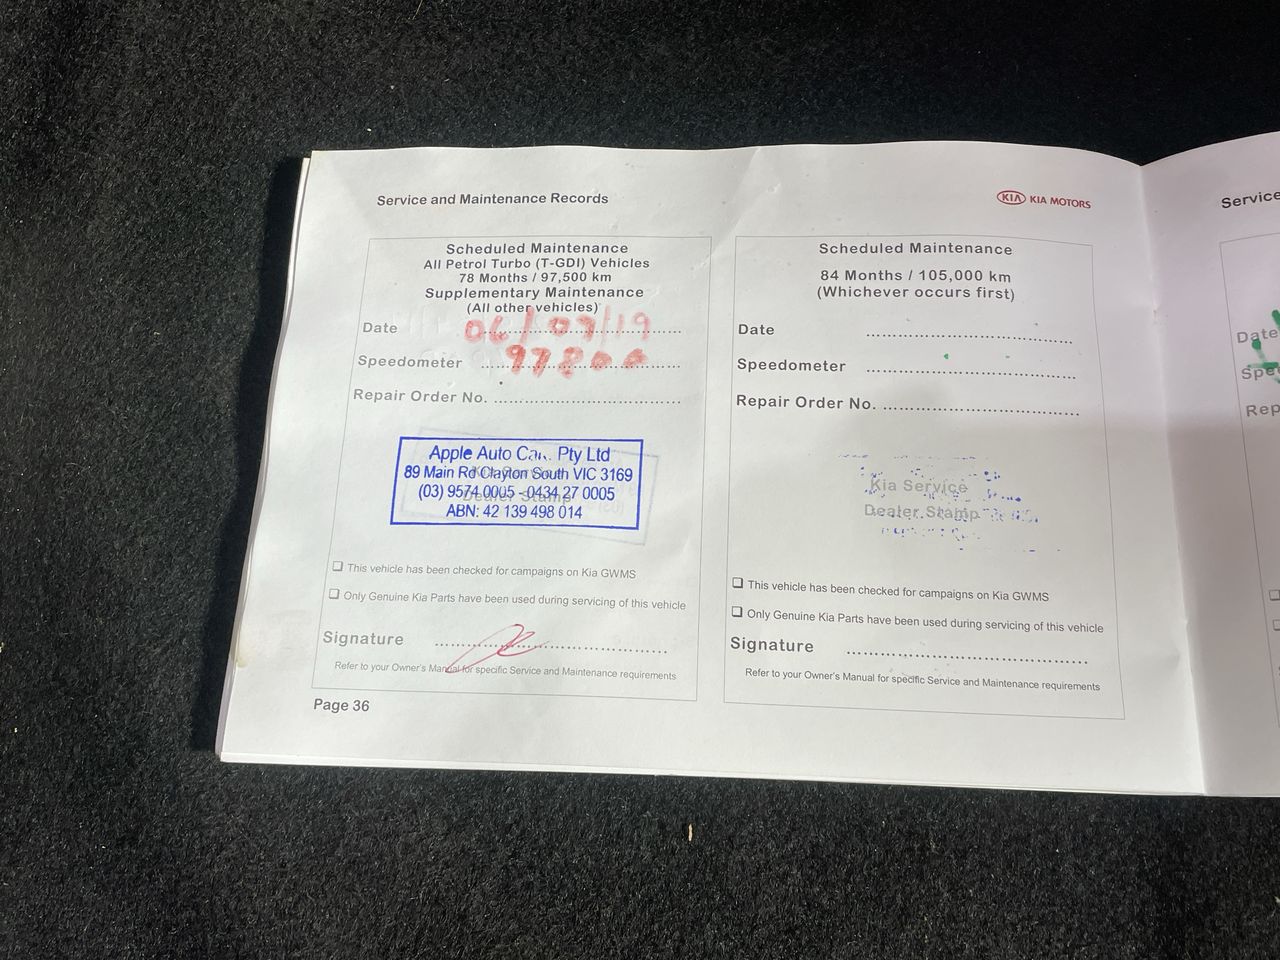 Service and Maintenance Records
Scheduled Maintenance
All Petrol Turbo (T-GDI) Vehicles
78 Months / 97,500 km
Supplementary Maintenance
(All other vehicles)
Date 06/07/19
Speedometer 97800
Repair Order No.
Apple Auto Pty Ltd
89 Main Rd Clayton South VIC 3169
(03) 9574 0005 - 0434 27 0005
ABN: 42 139 498 014
Dealer Stamp
This vehicle has been checked for campaigns on Kia GWMS
Only Genuine Kia Parts have been used during servicing of this vehicle
Signature
Refer to your Owner's Manual for specific Service and Maintenance requirements
Page 36
KIA KIA MOTORS
Scheduled Maintenance
84 Months / 105,000 km
(Whichever occurs first)
Date
Speedometer
Repair Order No.
Kia Service
Dealer Stamp
This vehicle has been checked for campaigns on Kia GWMS
Only Genuine Kia Parts have been used during servicing of this vehicle
Signature
Refer to your Owner's Manual for specific Service and Maintenance requirements
Service
Date
Spe
Rep